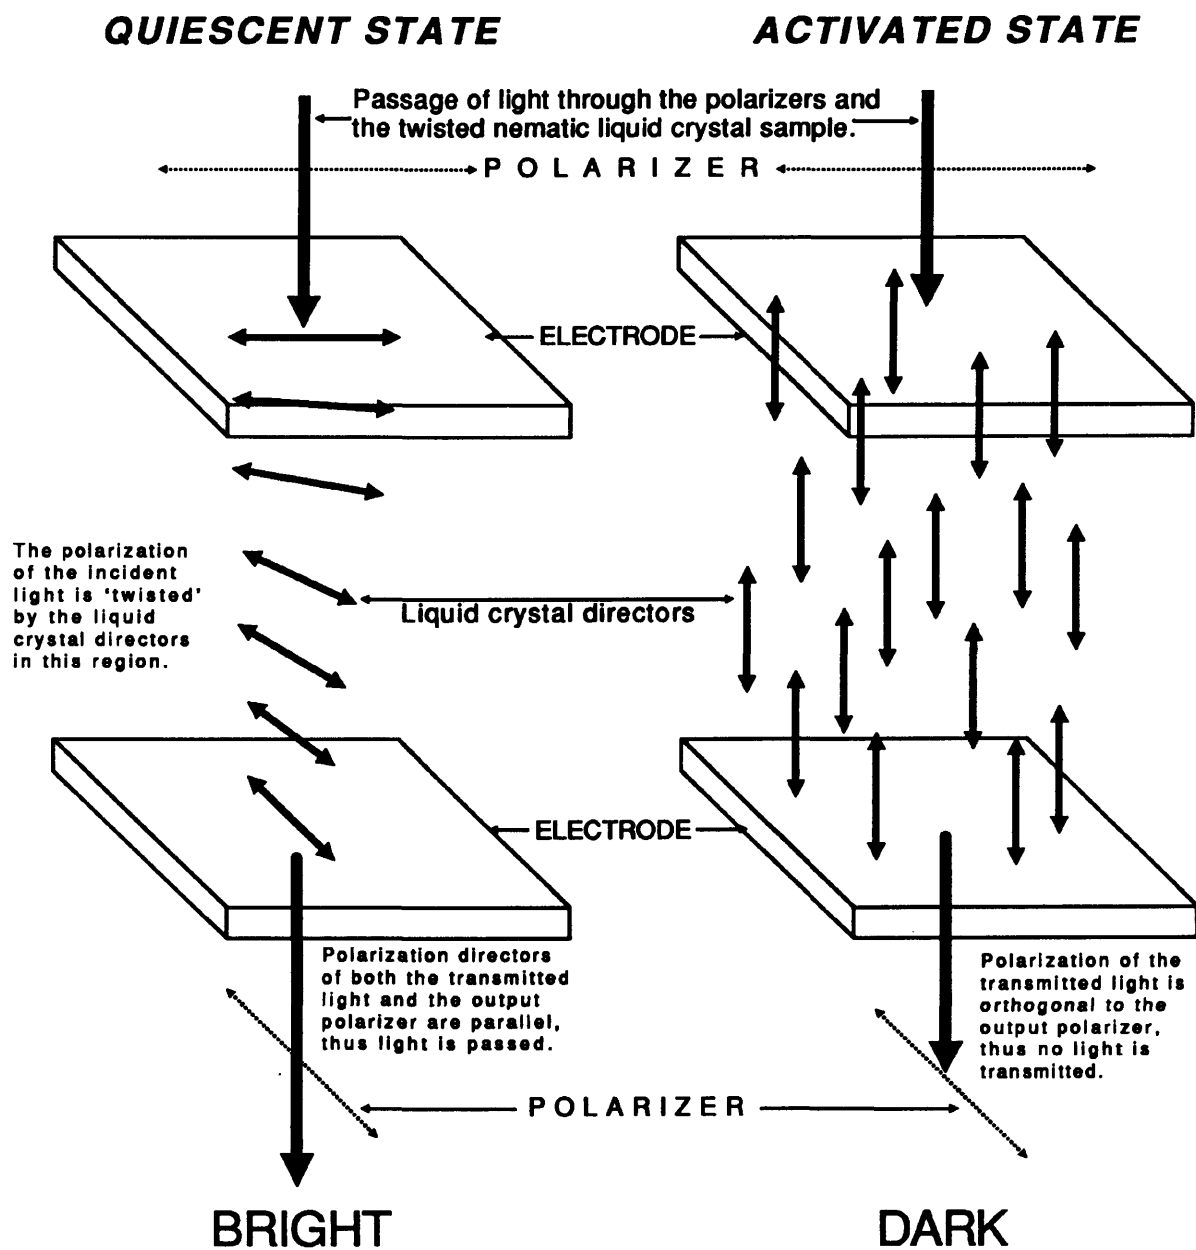 QUIESCENT STATE
ACTIVATED STATE
Passage of light through the polarizers and
the twisted nematic liquid crystal sample.
POLARIZER
ELECTRODE
The polarization
of the incident
light is 'twisted'
by the liquid
crystal directors
in this region.
Liquid crystal directors
ELECTRODE
Polarization directors
of both the transmitted
light and the output
polarizer are parallel,
thus light is passed.
Polarization of the
transmitted light is
orthogonal to the
output polarizer,
thus no light is
transmitted.
POLARIZER
BRIGHT
DARK